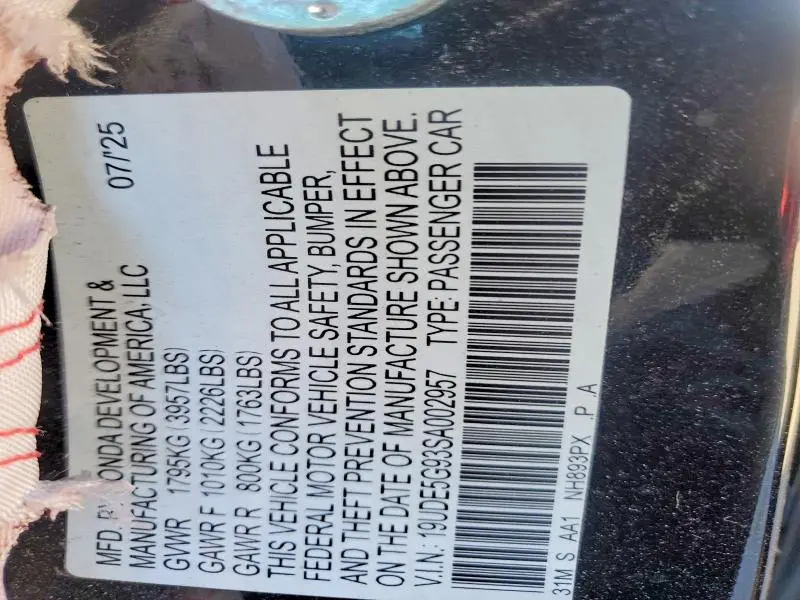 MFD. BY HONDA DEVELOPMENT &
MANUFACTURING OF AMERICA, LLC 07/'25
GVWR 1795KG (3957LBS)
GAWR F 1010KG (2226LBS)
GAWR R 800KG (1763LBS)
THIS VEHICLE CONFORMS TO ALL APPLICABLE
FEDERAL MOTOR VEHICLE SAFETY, BUMPER,
AND THEFT PREVENTION STANDARDS IN EFFECT
ON THE DATE OF MANUFACTURE SHOWN ABOVE.
V.I.N.: 19UDE5G93SA002957 TYPE: PASSENGER CAR
31M S AA1 NH893PX P A